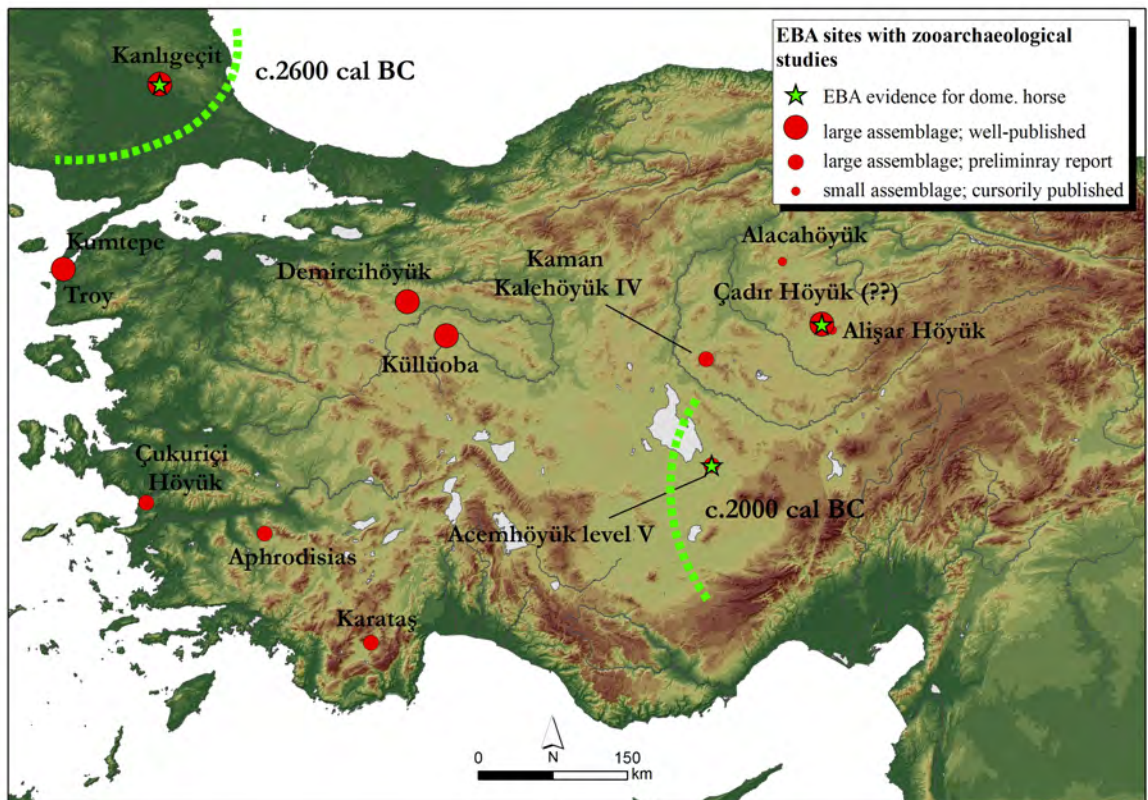 EBA sites with zooarchaeological
studies
EBA evidence for dome. horse
large assemblage; well-published
large assemblage; preliminray report
small assemblage; cursorily published
Kanlıgeçit
c.2600 cal BC
Kumtepe
Troy
Demircihöyük
Küllüoba
Kaman
Kalehöyük IV
Alacahöyük
Çadır Höyük (??)
Alişar Höyük
Çukuriçi
Höyük
Aphrodisias
Acemhöyük level V
c.2000 cal BC
Karataş
N
0 150
km